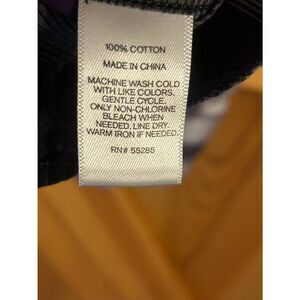 100% COTTON
MADE IN CHINA
MACHINE WASH COLD
WITH LIKE COLORS.
GENTLE CYCLE.
ONLY NON-CHLORINE
BLEACH WHEN
NEEDED, LINE DRY.
WARM IRON IF NEEDED.
RN# 55285